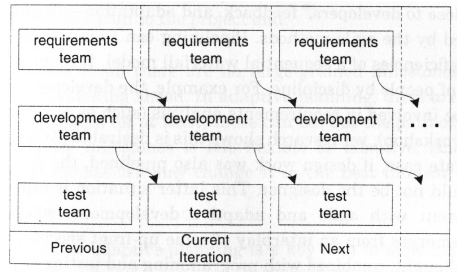 requirements team
requirements team
requirements team
development team
development team
development team
test team
test team
test team
Previous
Current Iteration
Next